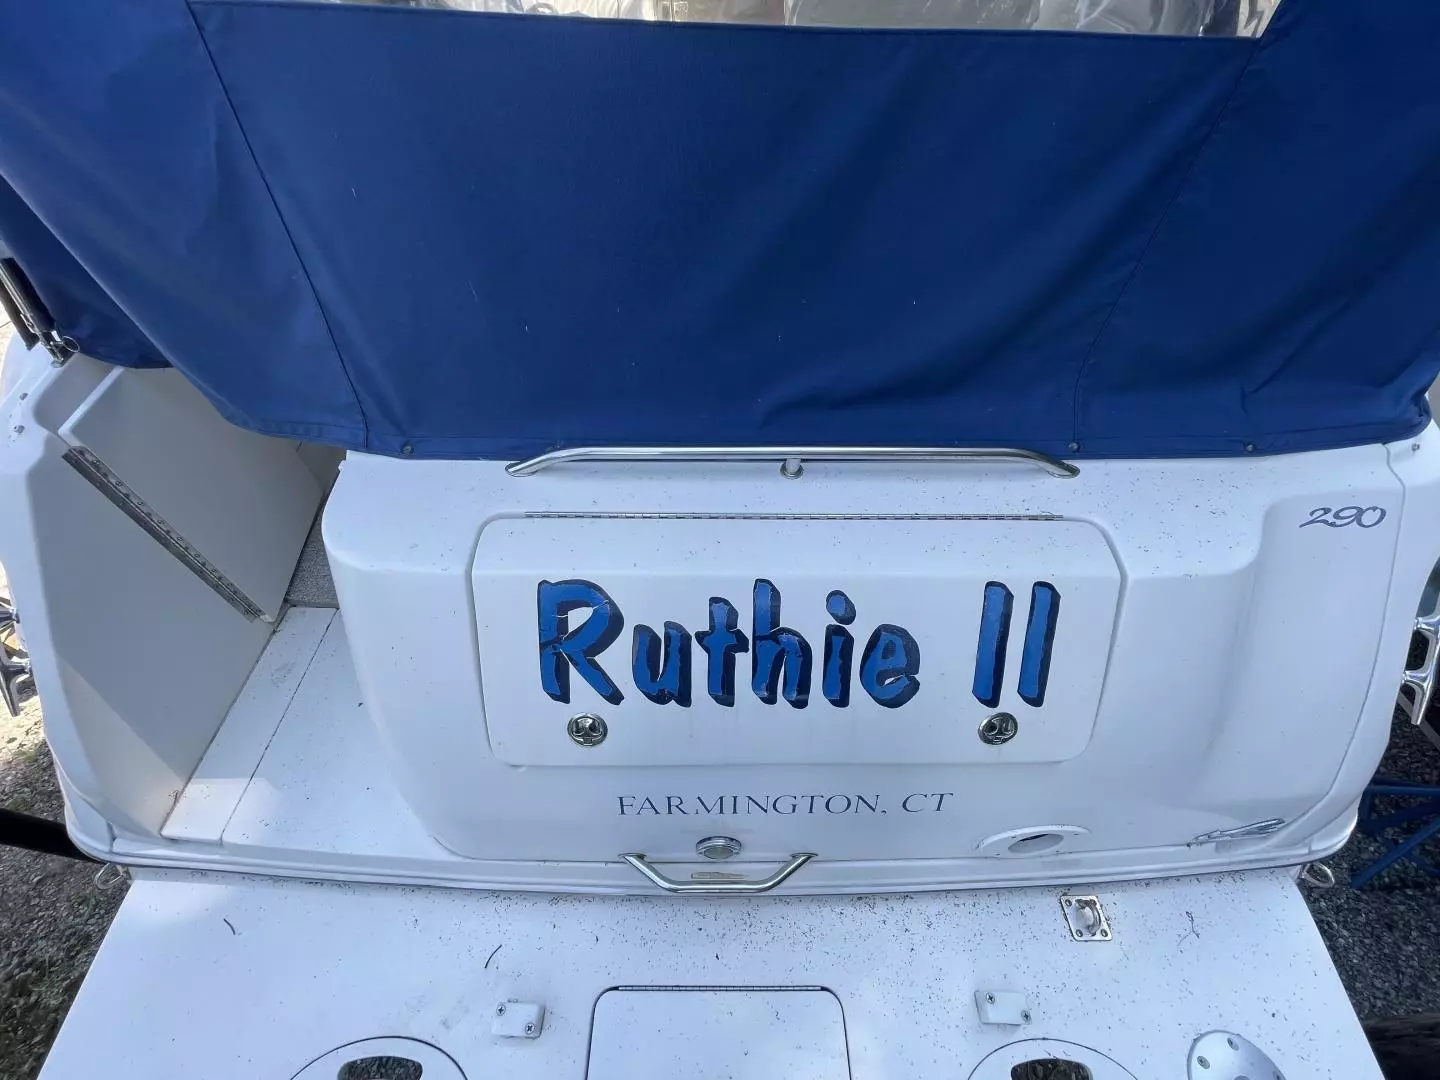 290
Ruthie II
FARMINGTON, CT